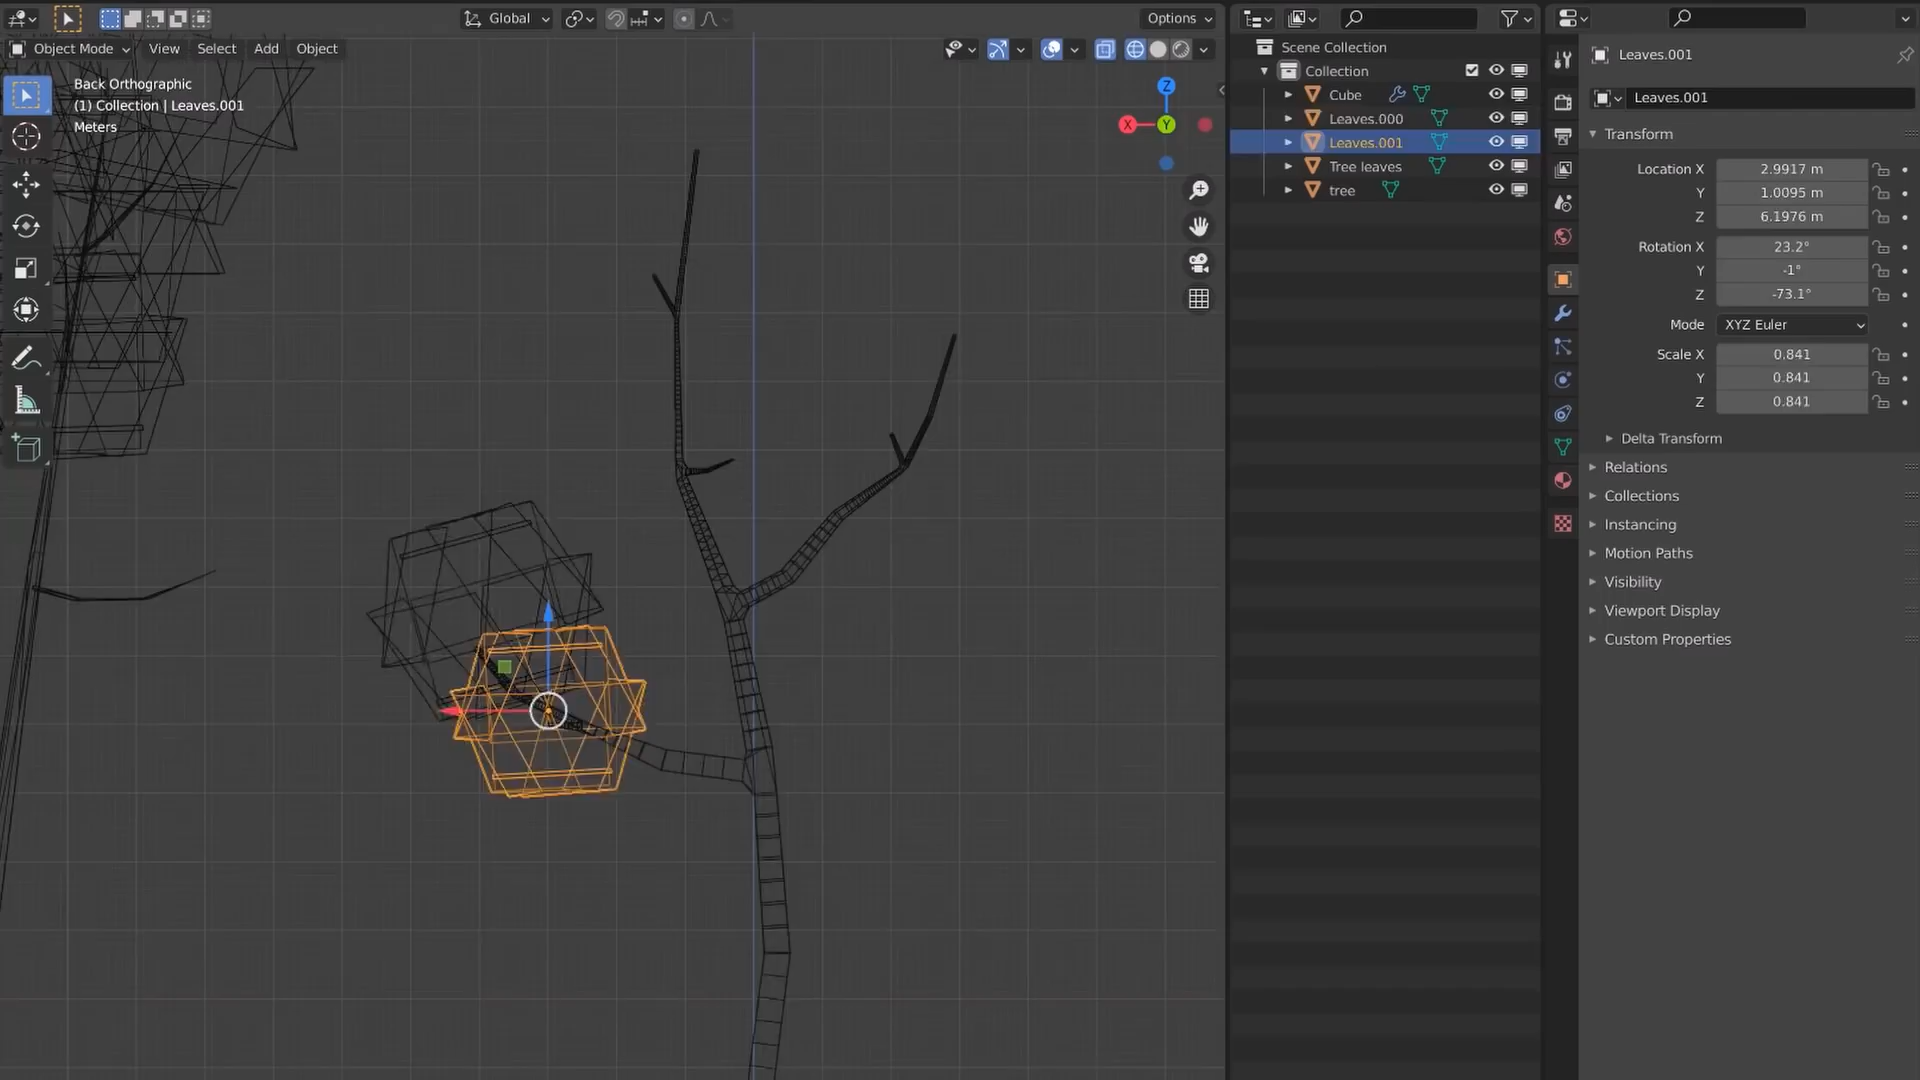 Global
Options
Object Mode
View
Select
Add
Object
Back Orthographic
(1) Collection | Leaves.001
Meters
Z
X
Y
Scene Collection
Collection
Cube
Leaves.000
Leaves.001
Tree leaves
tree
Leaves.001
Leaves.001
Transform
Location X 2.9917 m
Y 1.0095 m
Z 6.1976 m
Rotation X 23.2°
Y -1°
Z -73.1°
Mode XYZ Euler
Scale X 0.841
Y 0.841
Z 0.841
Delta Transform
Relations
Collections
Instancing
Motion Paths
Visibility
Viewport Display
Custom Properties